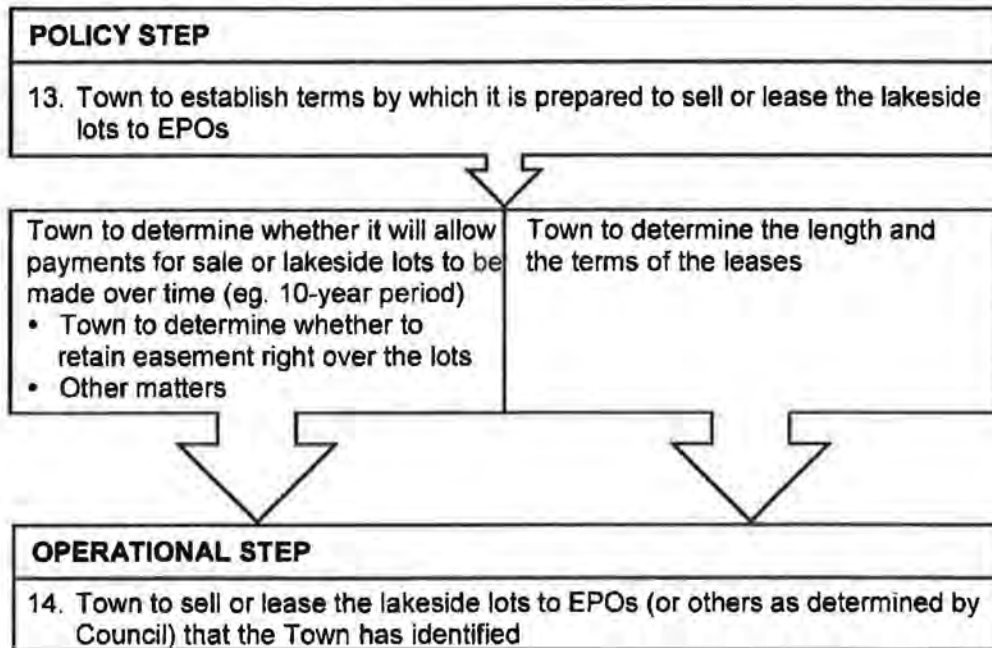 POLICY STEP
13. Town to establish terms by which it is prepared to sell or lease the lakeside
lots to EPOs
Town to determine whether it will allow
payments for sale or lakeside lots to be
made over time (eg. 10-year period)
• Town to determine whether to
retain easement right over the lots
• Other matters
Town to determine the length and
the terms of the leases
OPERATIONAL STEP
14. Town to sell or lease the lakeside lots to EPOs (or others as determined by
Council) that the Town has identified